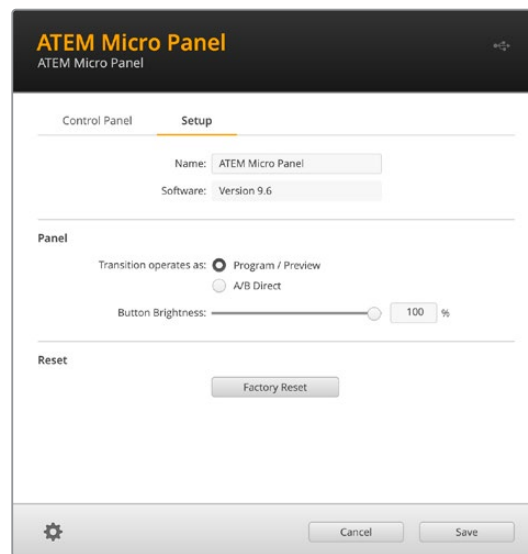 ATEM Micro Panel
ATEM Micro Panel
Control Panel Setup
Name: ATEM Micro Panel
Software: Version 9.6
Panel
Transition operates as: Program / Preview
A/B Direct
Button Brightness: 100 %
Reset
Factory Reset
Cancel Save